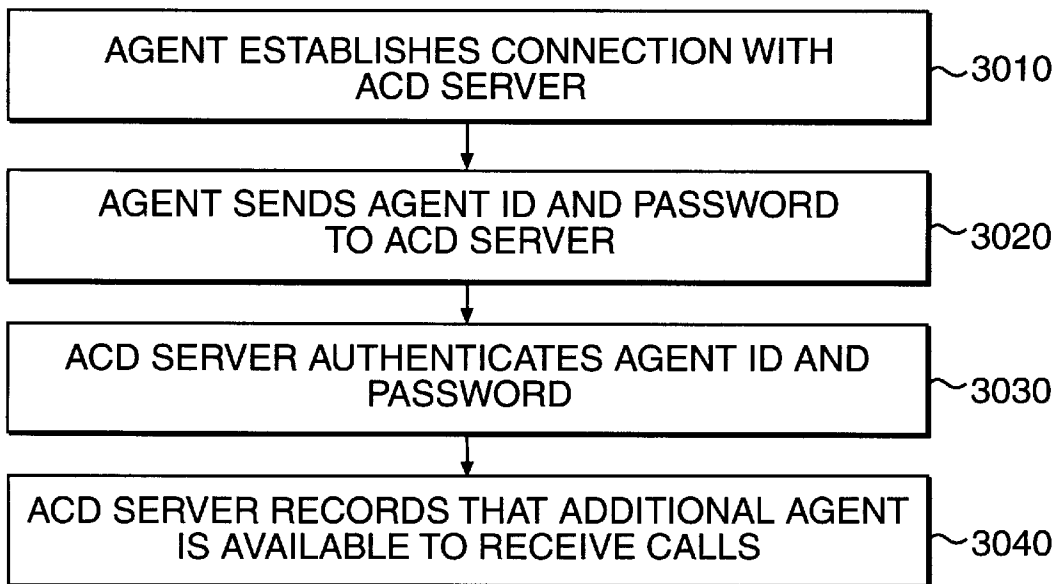 AGENT ESTABLISHES CONNECTION WITH
ACD SERVER
3010
AGENT SENDS AGENT ID AND PASSWORD
TO ACD SERVER
3020
ACD SERVER AUTHENTICATES AGENT ID AND
PASSWORD
3030
ACD SERVER RECORDS THAT ADDITIONAL AGENT
IS AVAILABLE TO RECEIVE CALLS
3040